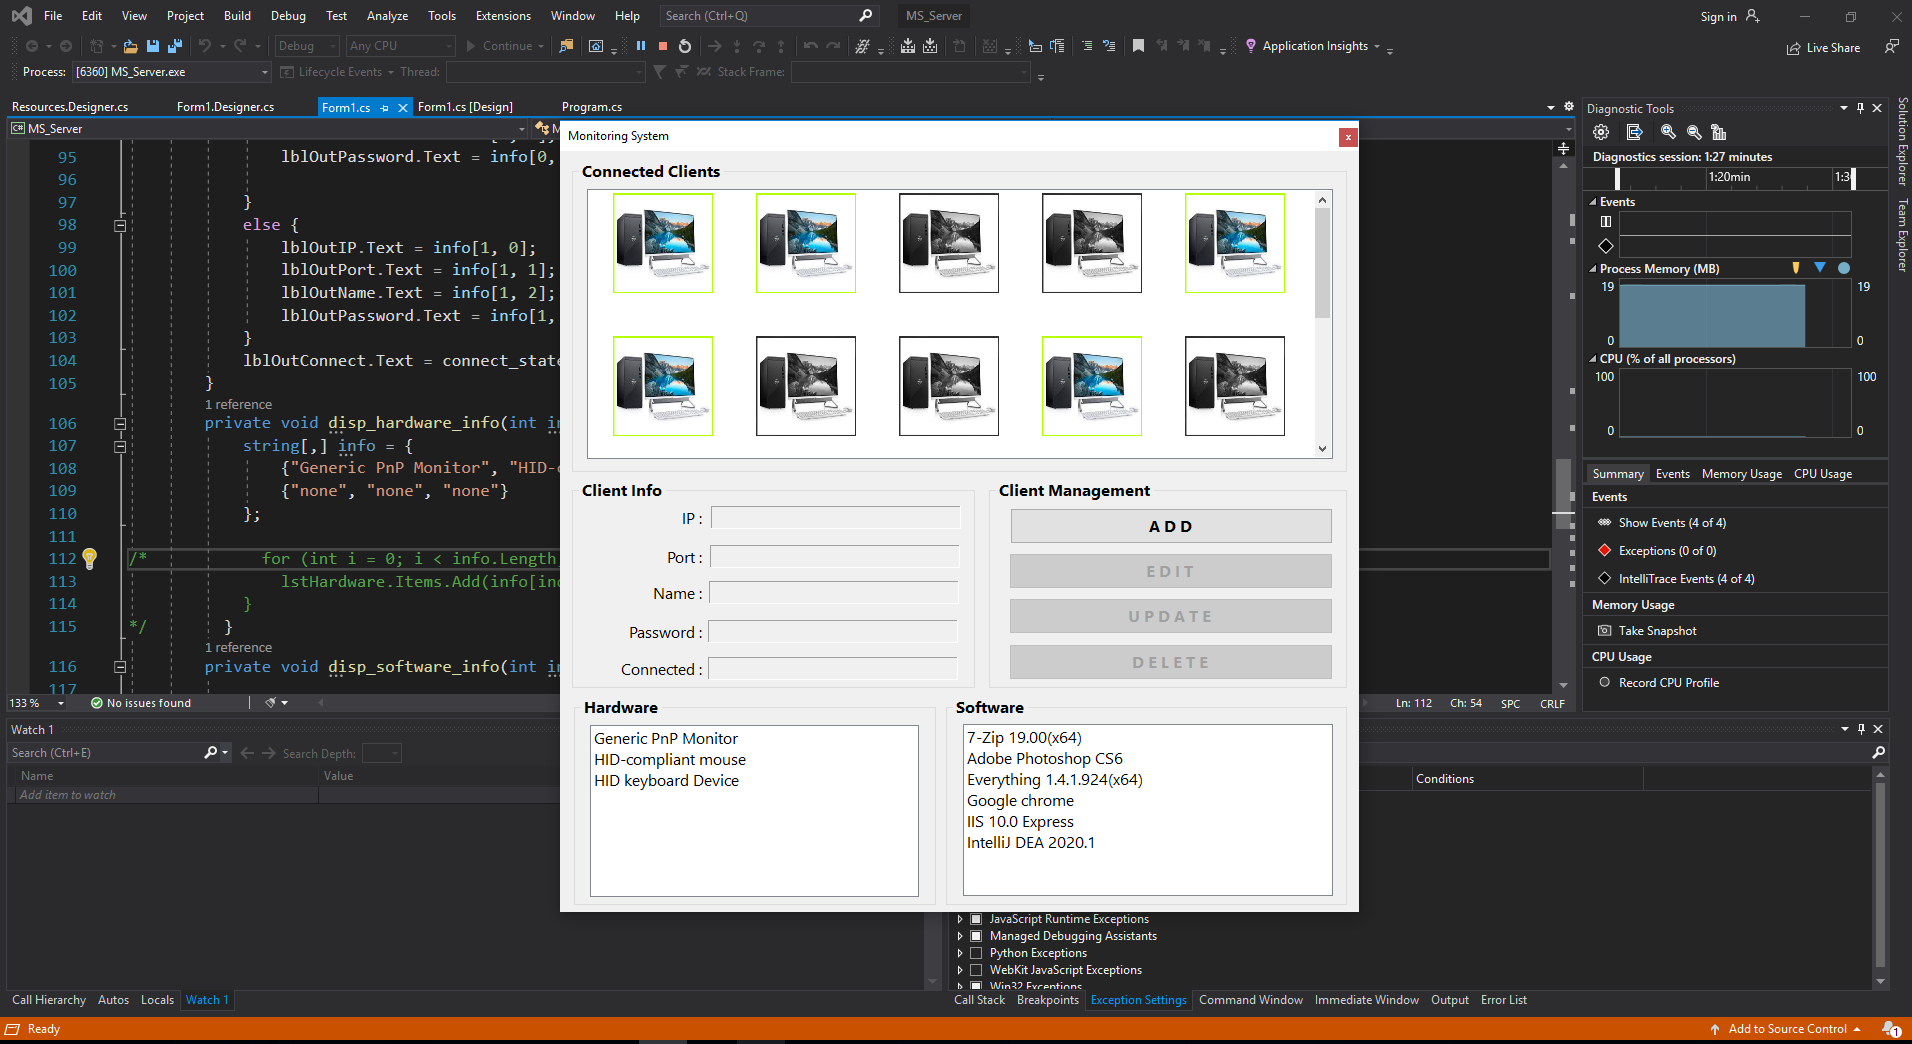 File Edit View Project Build Debug Test Analyze Tools Extensions Window Help Search (Ctrl+Q) MS_Server Sign in
Debug Any CPU Continue Application Insights Live Share
Process: [6360] MS_Server.exe Lifecycle Events Thread: Stack Frame:
Resources.Designer.cs Form1.Designer.cs Form1.cs Form1.cs [Design] Program.cs
C# MS_Server
95 lblOutPassword.Text = info[0,
96
97 }
98 else {
99 lblOutIP.Text = info[1, 0];
100 lblOutPort.Text = info[1, 1];
101 lblOutName.Text = info[1, 2];
102 lblOutPassword.Text = info[1,
103 }
104 lblOutConnect.Text = connect_state
105 }
1 reference
106 private void disp_hardware_info(int in
107 string[,] info = {
108 {"Generic PnP Monitor", "HID-c
109 {"none", "none", "none"}
110 };
111
112 /* for (int i = 0; i < info.Length
113 lstHardware.Items.Add(info[ind
114 }
115 */ }
1 reference
116 private void disp_software_info(int in
117
133 % No issues found Ln: 112 Ch: 54 SPC CRLF
Monitoring System
Connected Clients
Client Info
IP :
Port :
Name :
Password :
Connected :
Client Management
A D D
E D I T
U P D A T E
D E L E T E
Hardware
Generic PnP Monitor
HID-compliant mouse
HID keyboard Device
Software
7-Zip 19.00(x64)
Adobe Photoshop CS6
Everything 1.4.1.924(x64)
Google chrome
IIS 10.0 Express
IntelliJ DEA 2020.1
Diagnostic Tools
Diagnostics session: 1:27 minutes
1:20min 1:3
Events
Process Memory (MB)
19 19
0 0
CPU (% of all processors)
100 100
0 0
Summary Events Memory Usage CPU Usage
Events
Show Events (4 of 4)
Exceptions (0 of 0)
IntelliTrace Events (4 of 4)
Memory Usage
Take Snapshot
CPU Usage
Record CPU Profile
Solution Explorer
Team Explorer
Watch 1
Search (Ctrl+E) Search Depth:
Name Value
Add item to watch
Conditions
JavaScript Runtime Exceptions
Managed Debugging Assistants
Python Exceptions
WebKit JavaScript Exceptions
Win32 Exceptions
Call Hierarchy Autos Locals Watch 1
Call Stack Breakpoints Exception Settings Command Window Immediate Window Output Error List
Ready Add to Source Control 1